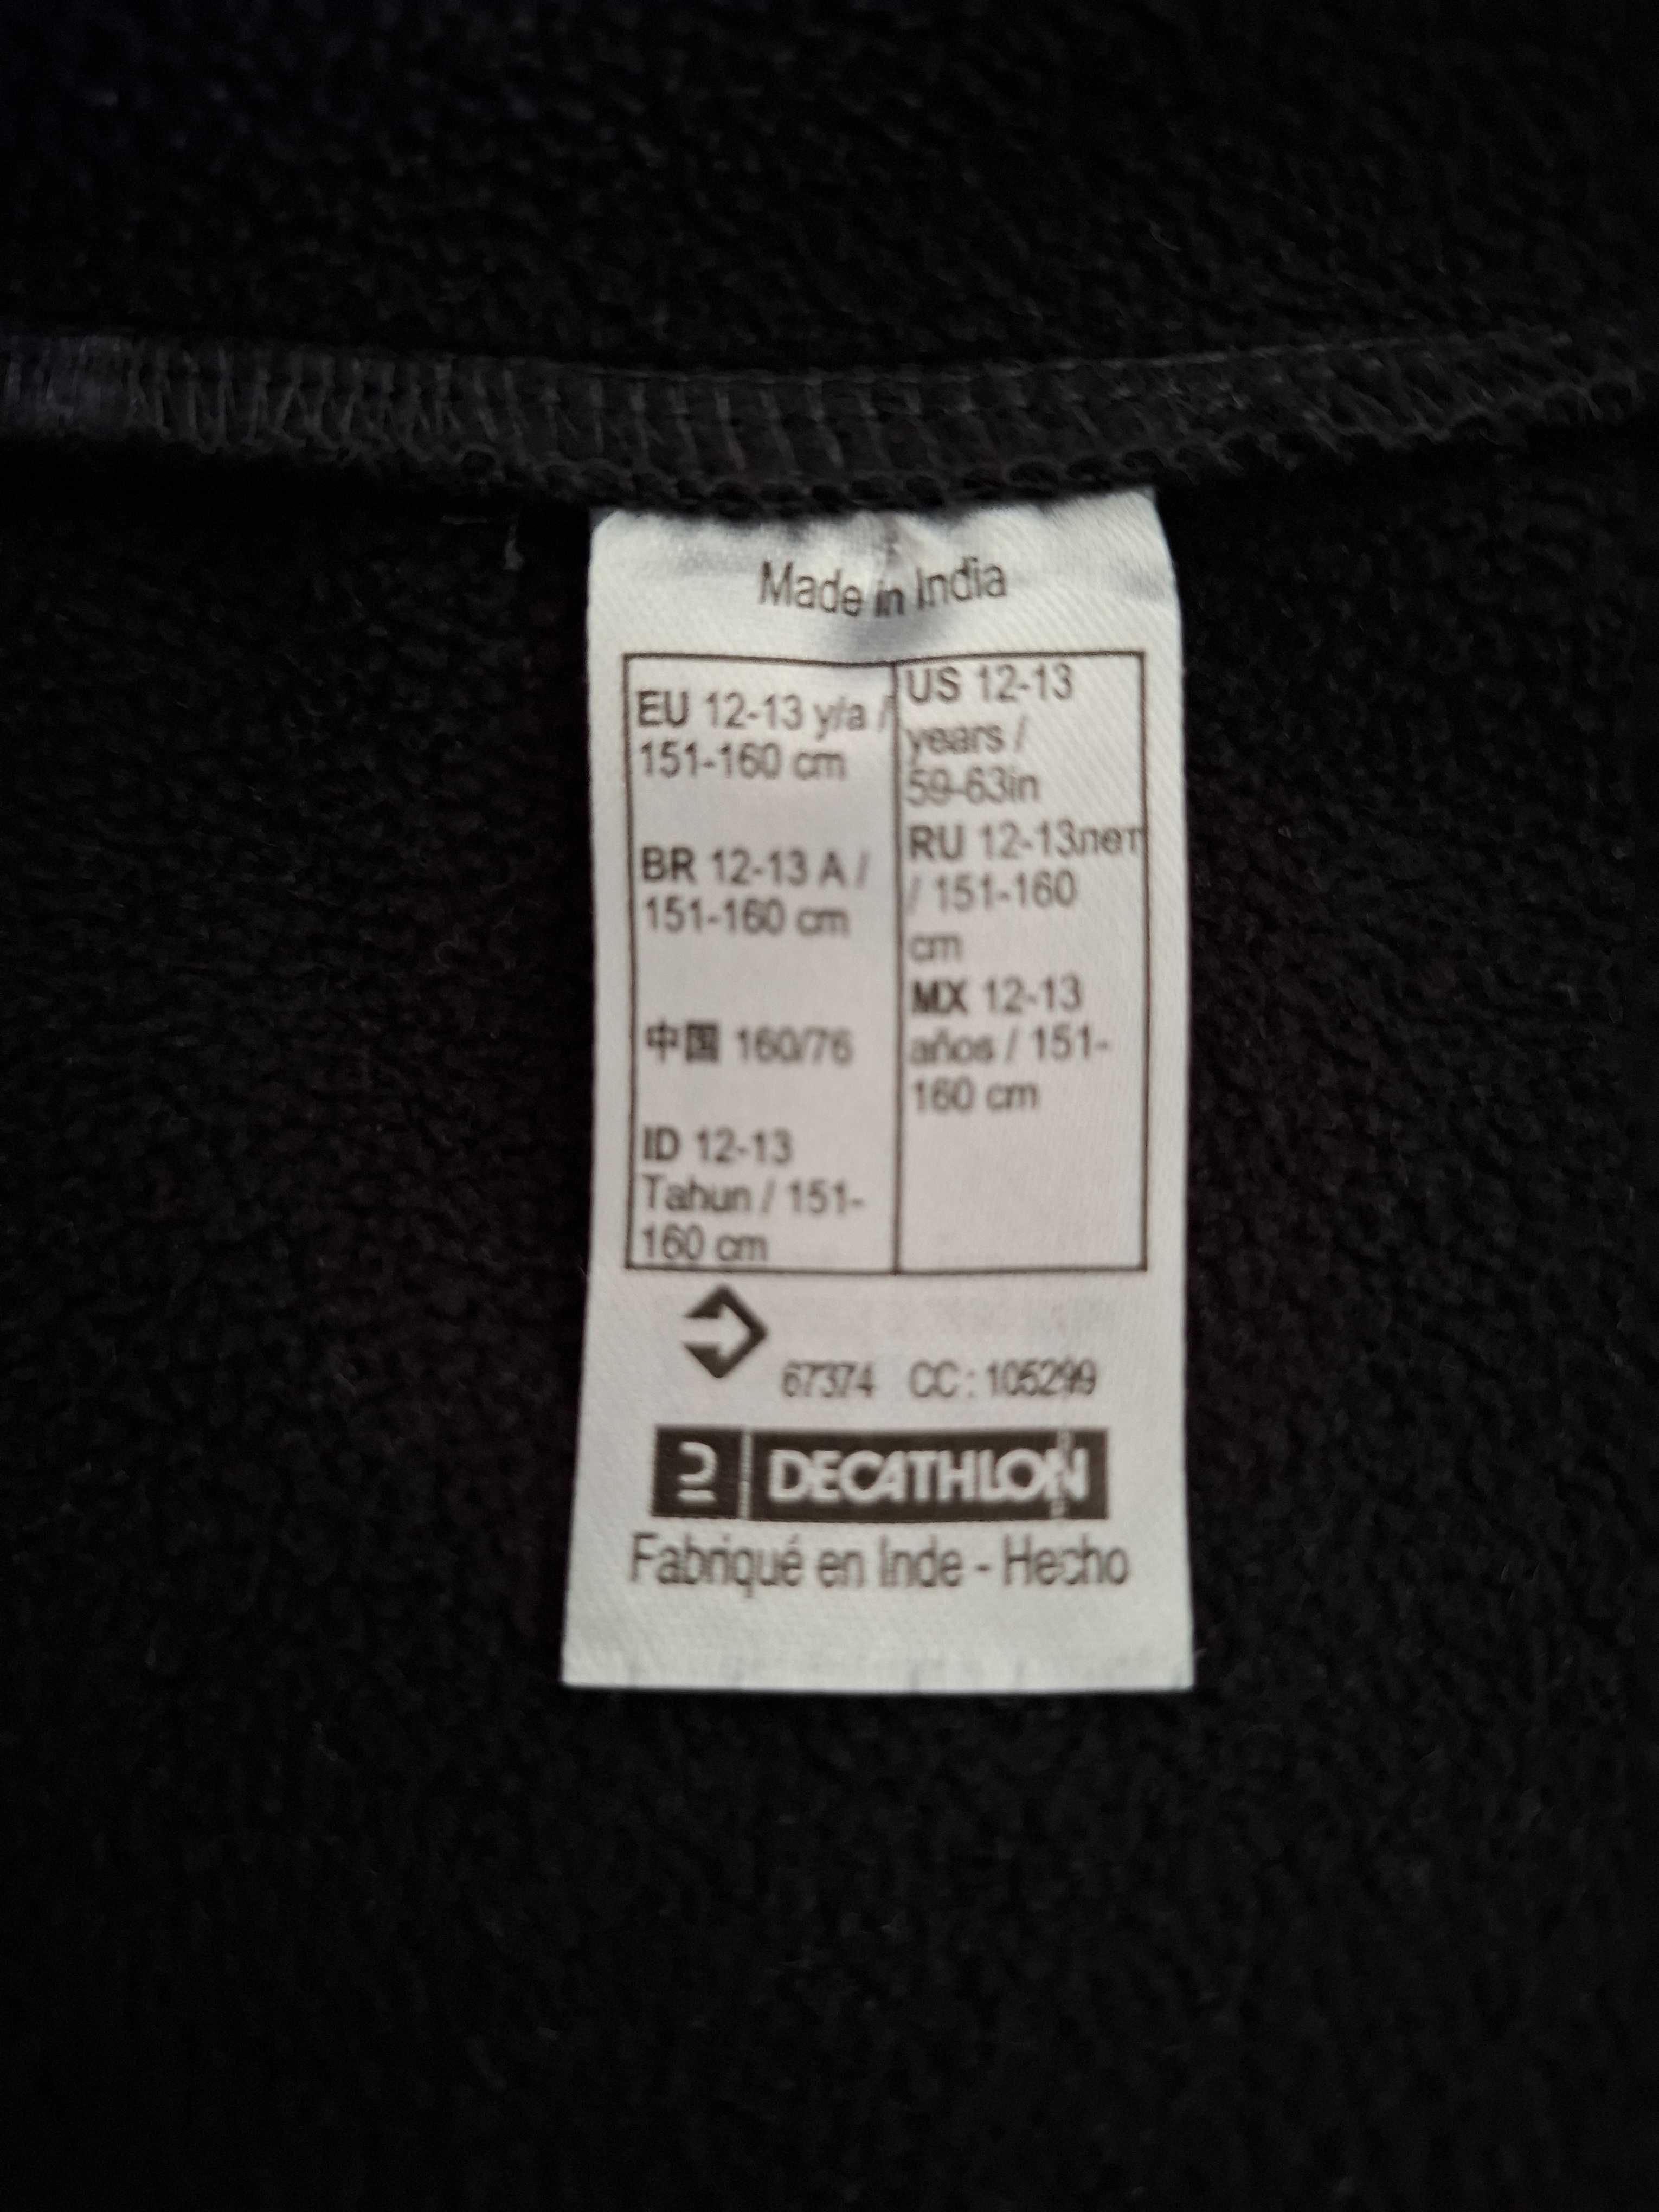 Made in India
EU 12-13 y/a /
151-160 cm
BR 12-13 A /
151-160 cm
中国 160/76
ID 12-13
Tahun / 151-
160 cm
US 12-13
years /
59-63in
RU 12-13лет
/ 151-160
cm
MX 12-13
años / 151-
160 cm
67374 CC : 105299
DECATHLON
Fabriqué en Inde - Hecho